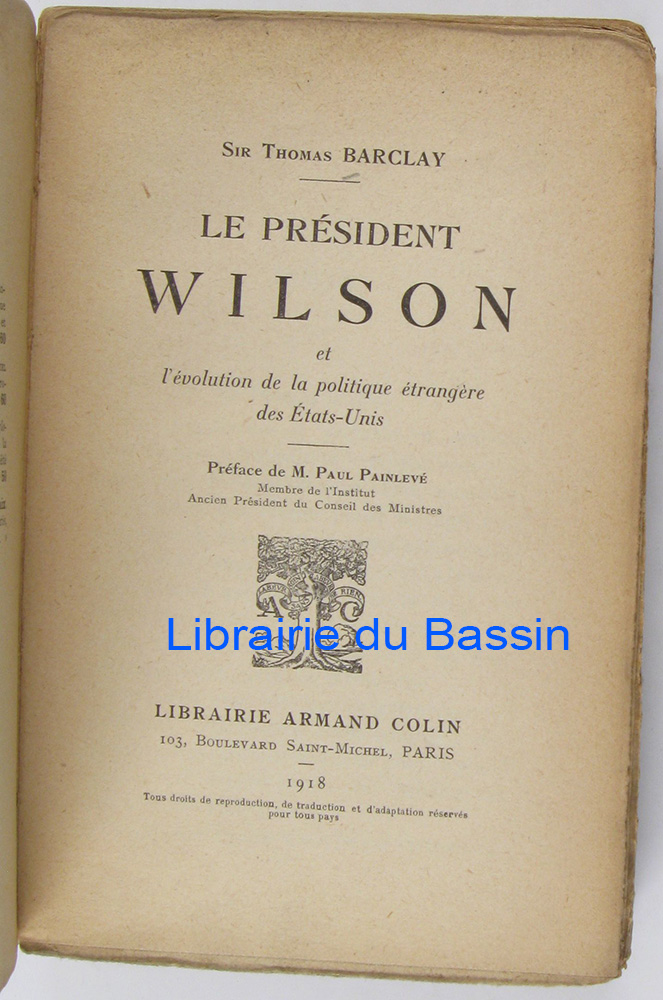 Sir Thomas BARCLAY
LE PRÉSIDENT
WILSON
et
l'évolution de la politique étrangère
des États-Unis
Préface de M. Paul Painlevé
Membre de l'Institut
Ancien Président du Conseil des Ministres
A C
Librairie du Bassin
LIBRAIRIE ARMAND COLIN
103, Boulevard Saint-Michel, PARIS
1918
Tous droits de reproduction, de traduction et d'adaptation réservés
pour tous pays